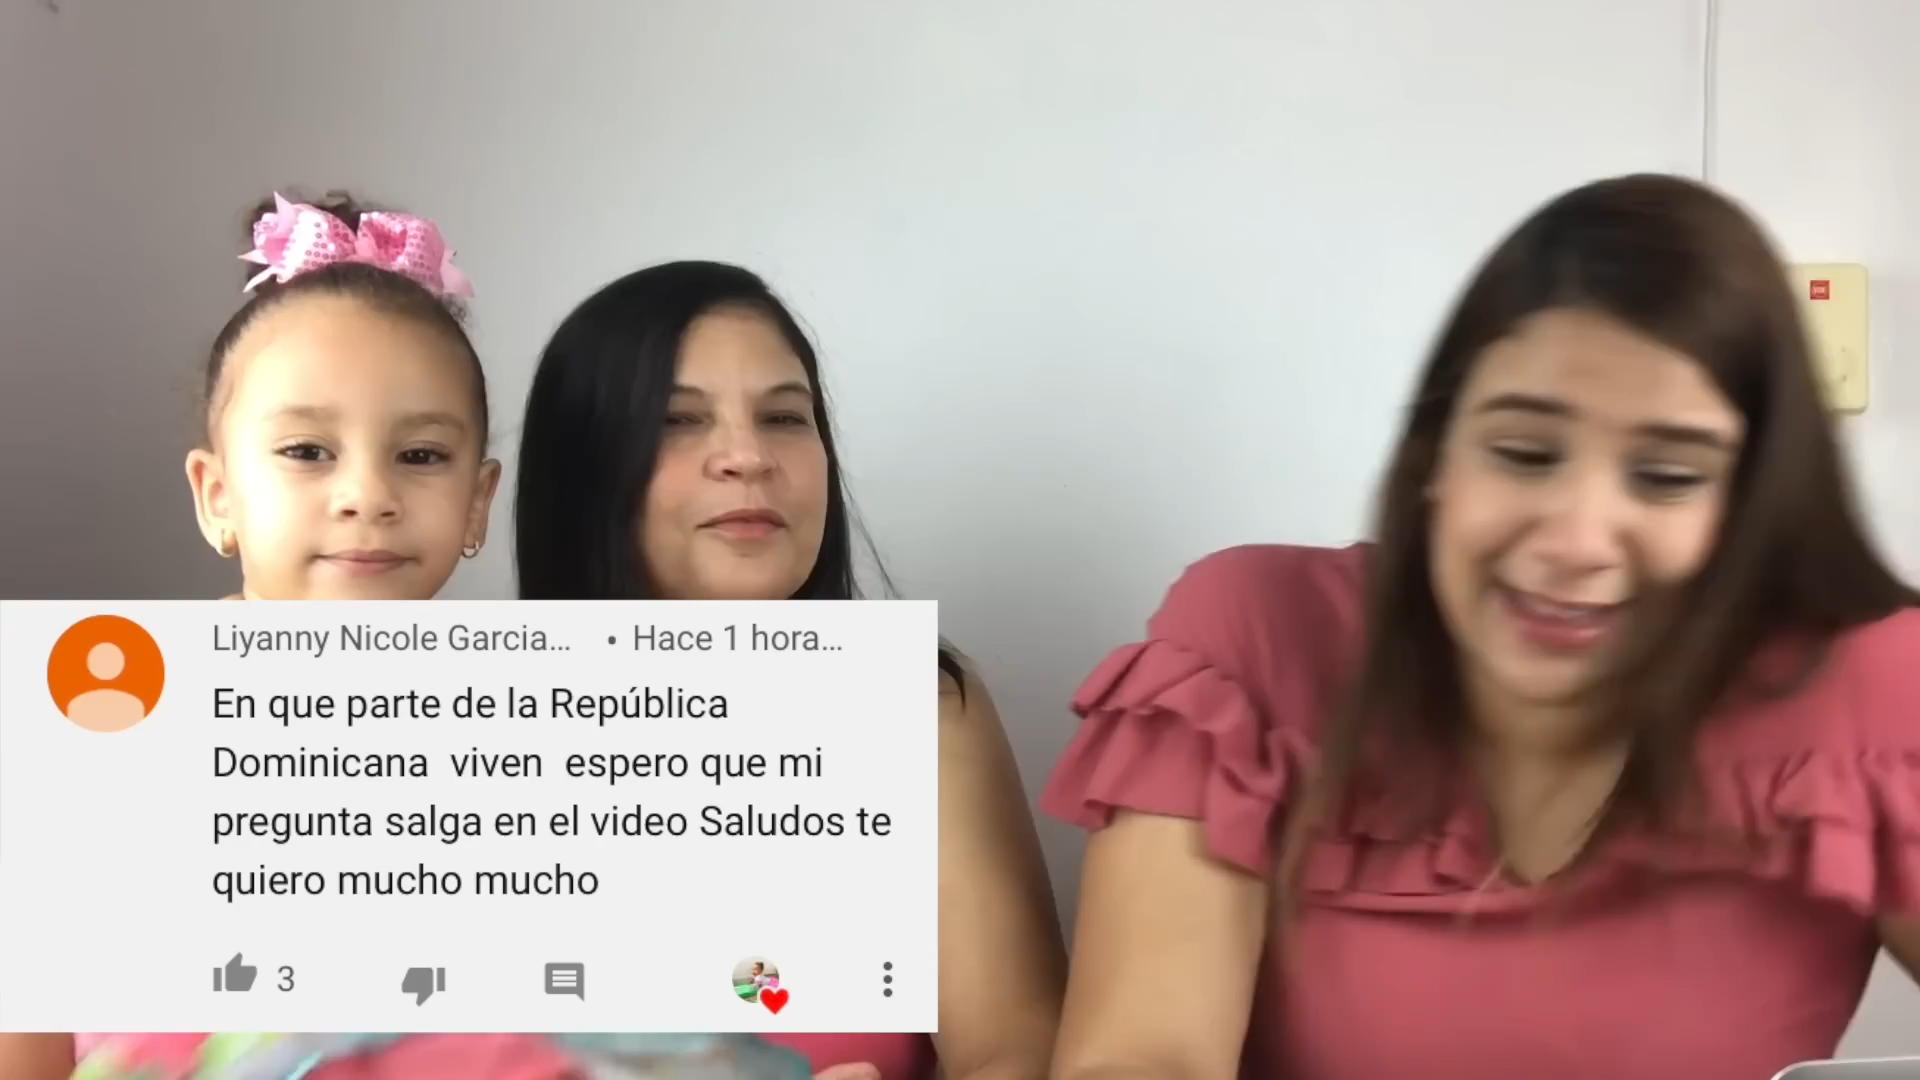 Liyanny Nicole Garcia... • Hace 1 hora...
En que parte de la República
Dominicana viven espero que mi
pregunta salga en el video Saludos te
quiero mucho mucho
3